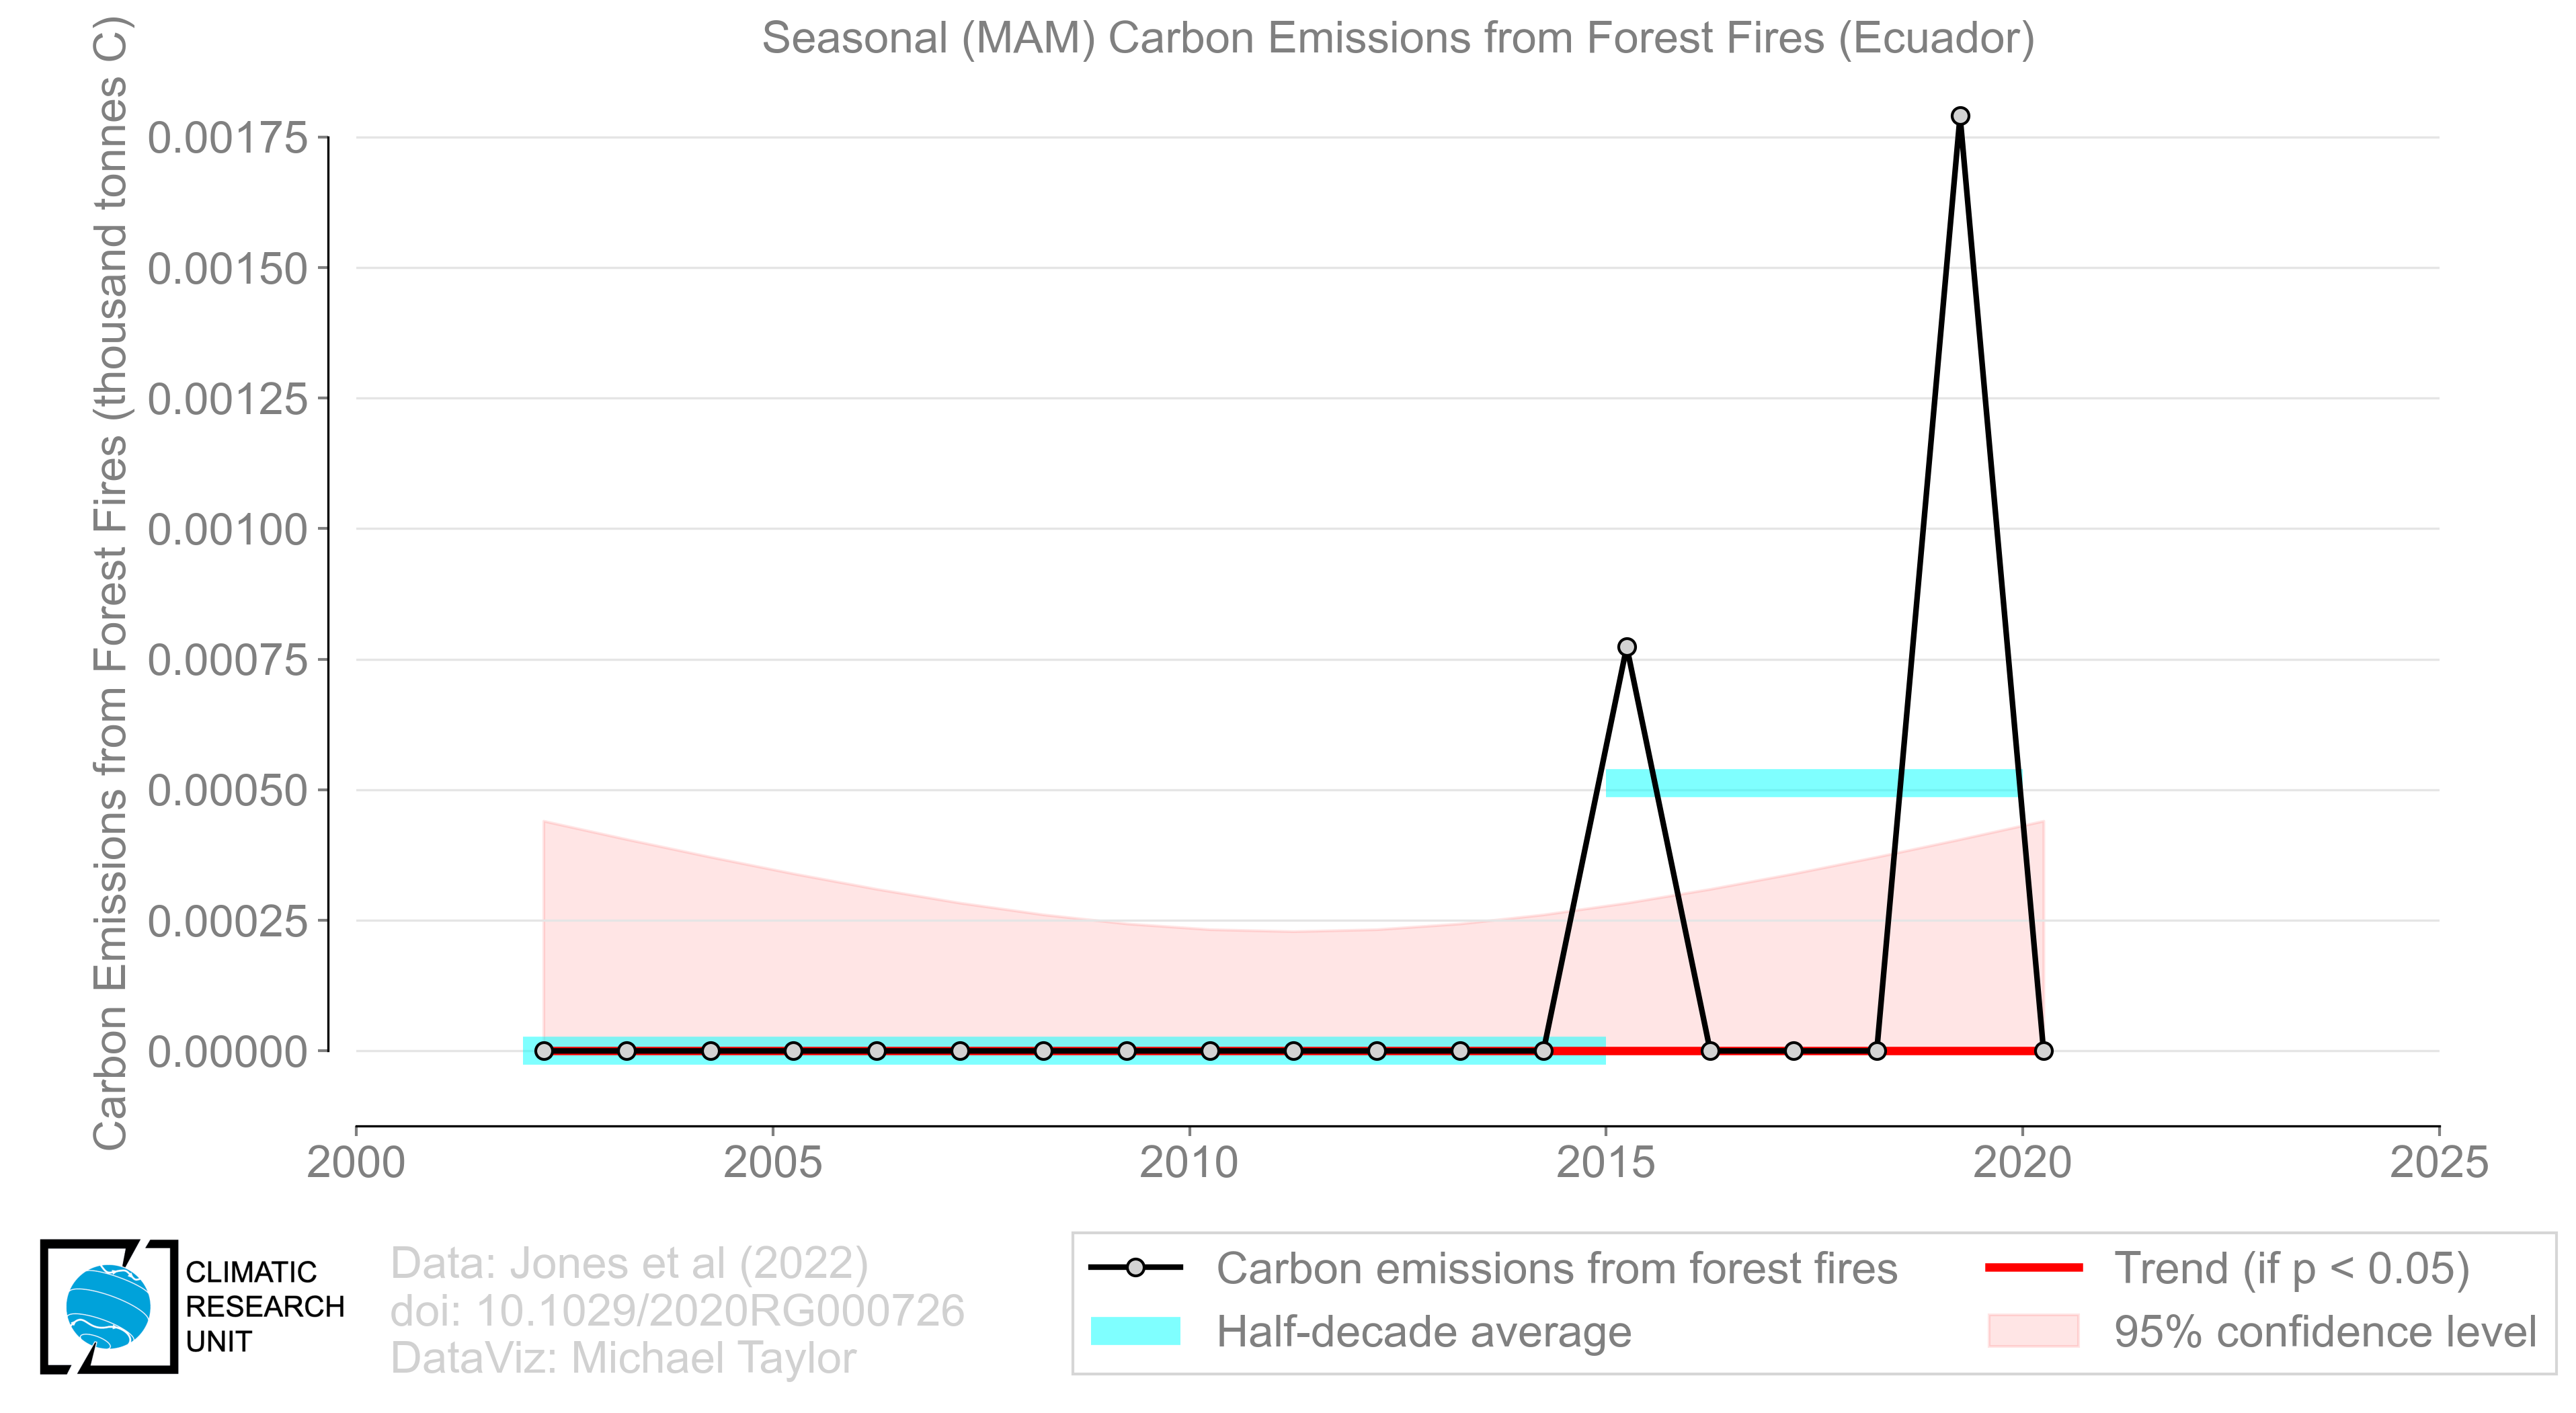 Seasonal (MAM) Carbon Emissions from Forest Fires (Ecuador)
Carbon Emissions from Forest Fires (thousand tonnes C)
0.00175
0.00150
0.00125
0.00100
0.00075
0.00050
0.00025
0.00000
2000
2005
2010
2015
2020
2025
CLIMATIC
RESEARCH
UNIT
Data: Jones et al (2022)
doi: 10.1029/2020RG000726
DataViz: Michael Taylor
Carbon emissions from forest fires
Half-decade average
Trend (if p < 0.05)
95% confidence level